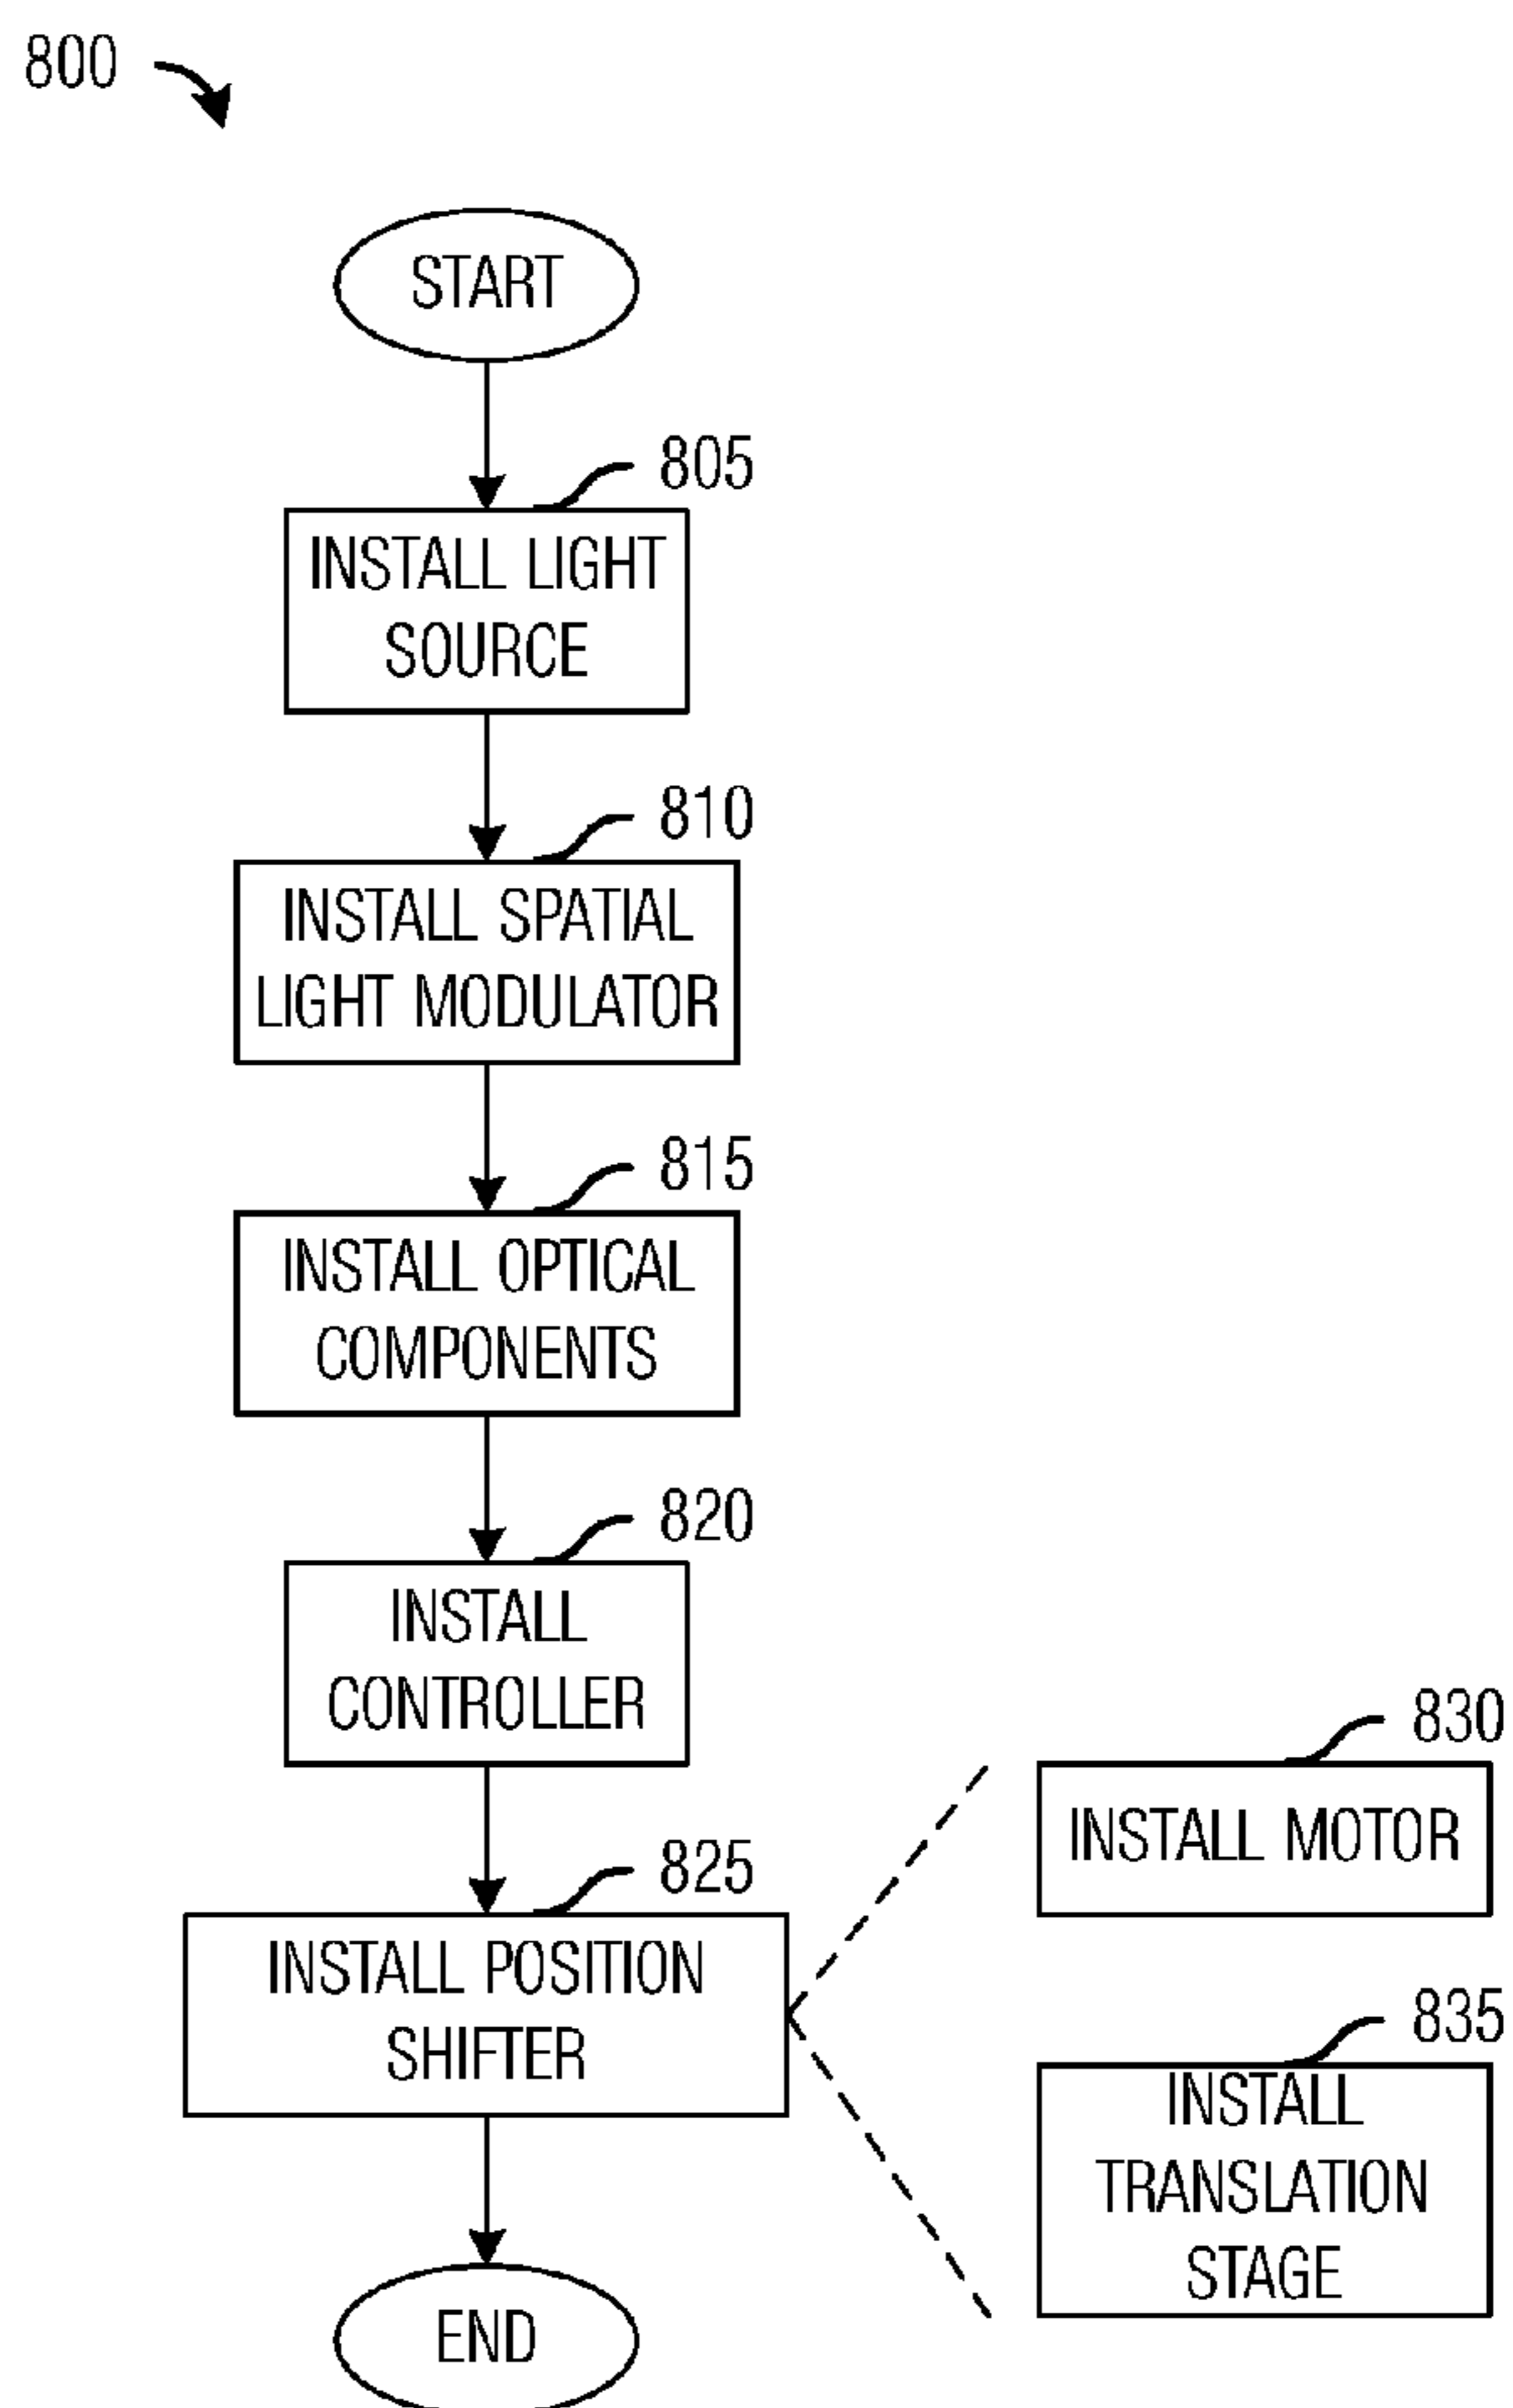 800
START
805
INSTALL LIGHT
SOURCE
810
INSTALL SPATIAL
LIGHT MODULATOR
815
INSTALL OPTICAL
COMPONENTS
820
INSTALL
CONTROLLER
825
INSTALL POSITION
SHIFTER
830
INSTALL MOTOR
835
INSTALL
TRANSLATION
STAGE
END